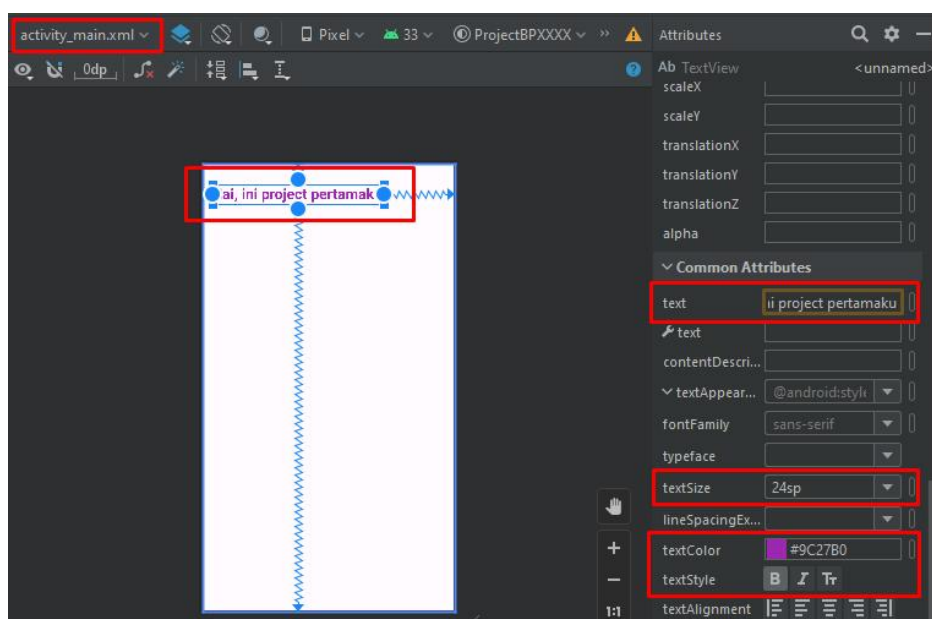 activity_main.xml Pixel 33 ProjectBPXXXX Attributes
0dp Ab TextView <unnamed>
scaleX
scaleY
translationX
translationY
translationZ
alpha
Common Attributes
ai, ini project pertamak
text ii project pertamaku
text
contentDescri...
textAppear... @android:style
fontFamily sans-serif
typeface
textSize 24sp
lineSpacingEx...
textColor #9C27B0
textStyle B I Tт
textAlignment
1:1